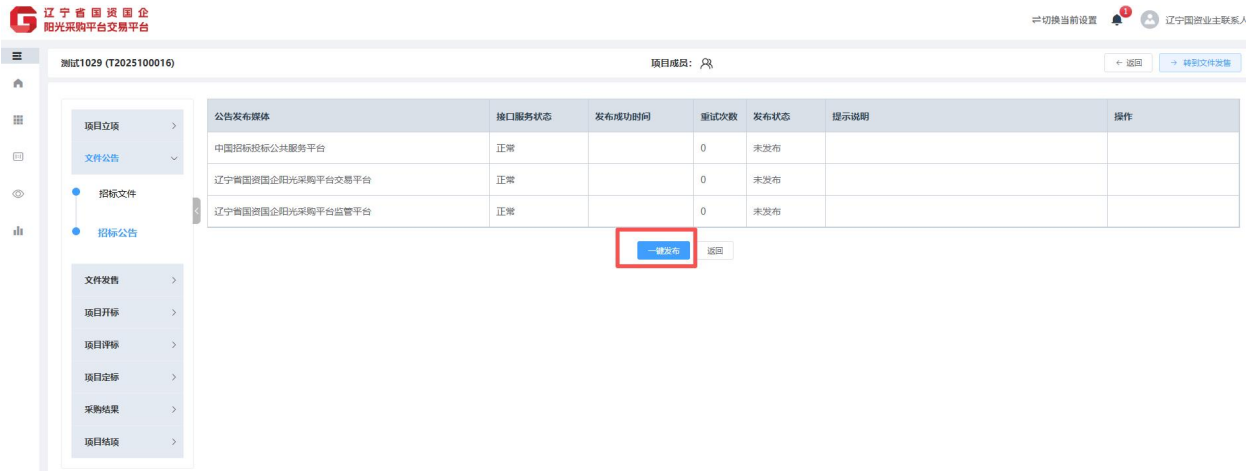 辽宁省国资国企
阳光采购平台交易平台
切换当前设置
1
辽宁国资业主联系人
测试1029 (T2025100016)
项目成员：
← 返回
→ 转到文件发售
项目立项
文件公告
招标文件
招标公告
文件发售
项目开标
项目评标
项目定标
采购结果
项目结项
公告发布媒体 接口服务状态 发布成功时间 重试次数 发布状态 提示说明 操作
中国招标投标公共服务平台 正常 0 未发布
辽宁省国资国企阳光采购平台交易平台 正常 0 未发布
辽宁省国资国企阳光采购平台监管平台 正常 0 未发布
一键发布 返回